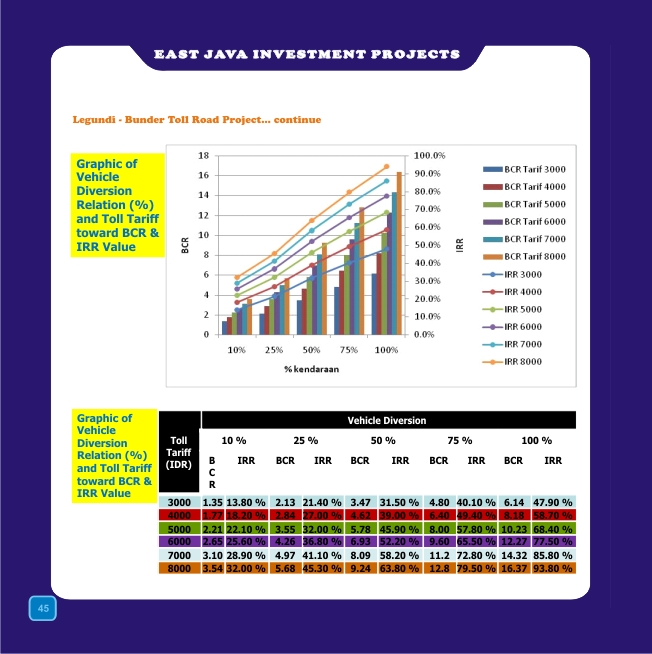 EAST JAVA INVESTMENT PROJECTS
Legundi - Bunder Toll Road Project... continue
Graphic of
Vehicle
Diversion
Relation (%)
and Toll Tariff
toward BCR &
IRR Value
18
16
14
12
10
8
6
4
2
0
BCR
100.0%
90.0%
80.0%
70.0%
60.0%
50.0%
40.0%
30.0%
20.0%
10.0%
0.0%
IRR
10% 25% 50% 75% 100%
% kendaraan
BCR Tarif 3000
BCR Tarif 4000
BCR Tarif 5000
BCR Tarif 6000
BCR Tarif 7000
BCR Tarif 8000
IRR 3000
IRR 4000
IRR 5000
IRR 6000
IRR 7000
IRR 8000
Graphic of
Vehicle
Diversion
Relation (%)
and Toll Tariff
toward BCR &
IRR Value
Toll
Tariff
(IDR)
Vehicle Diversion
10 % 25 % 50 % 75 % 100 %
B
C
R
IRR BCR IRR BCR IRR BCR IRR BCR IRR
3000 1.35 13.80 % 2.13 21.40 % 3.47 31.50 % 4.80 40.10 % 6.14 47.90 %
4000 1.77 18.20 % 2.84 27.00 % 4.62 39.00 % 6.40 49.40 % 8.18 58.70 %
5000 2.21 22.10 % 3.55 32.00 % 5.78 45.90 % 8.00 57.80 % 10.23 68.40 %
6000 2.65 25.60 % 4.26 36.80 % 6.93 52.20 % 9.60 65.50 % 12.27 77.50 %
7000 3.10 28.90 % 4.97 41.10 % 8.09 58.20 % 11.2 72.80 % 14.32 85.80 %
8000 3.54 32.00 % 5.68 45.30 % 9.24 63.80 % 12.8 79.50 % 16.37 93.80 %
45